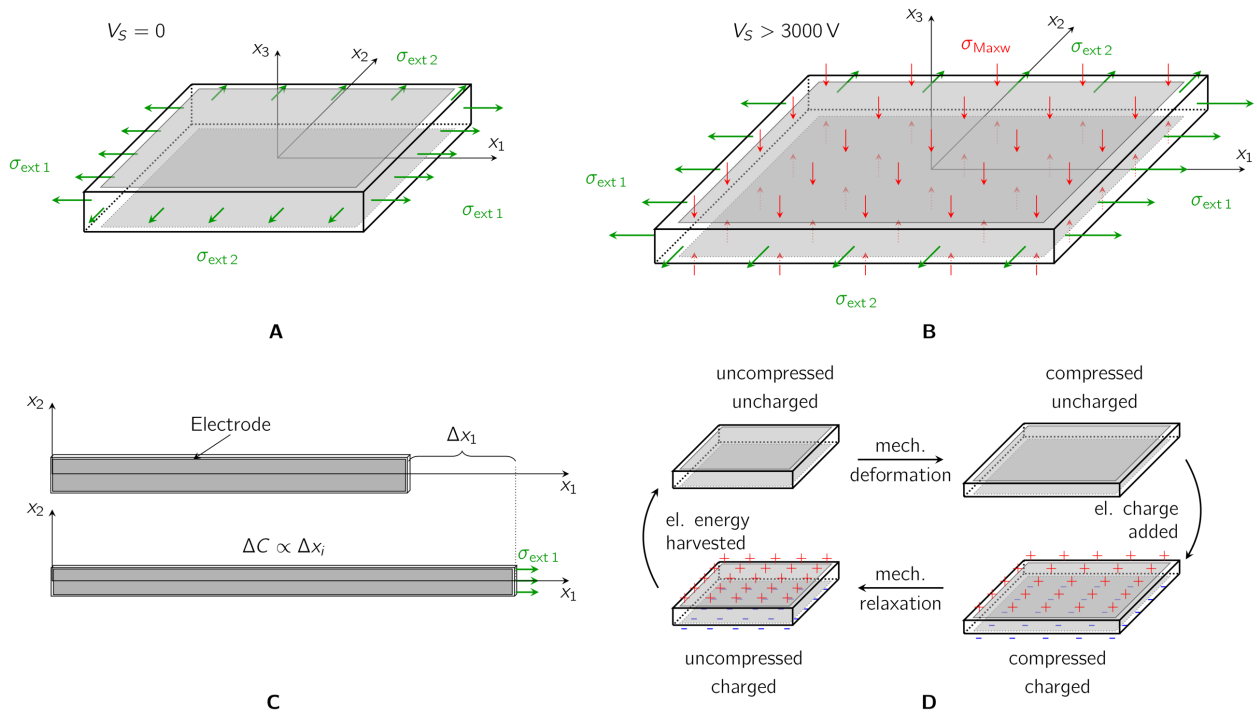 V_S = 0
x₃
x₂
σ_ext 2
x₁
σ_ext 1
σ_ext 1
σ_ext 2
A
V_S > 3000 V
x₃
σ_Maxw
x₂
σ_ext 2
x₁
σ_ext 1
σ_ext 1
σ_ext 2
B
x₂
Electrode
Δx₁
x₁
x₂
ΔC ∝ Δxᵢ
σ_ext 1
x₁
C
uncompressed
uncharged
compressed
uncharged
mech.
deformation
el. charge
added
el. energy
harvested
mech.
relaxation
uncompressed
charged
compressed
charged
D